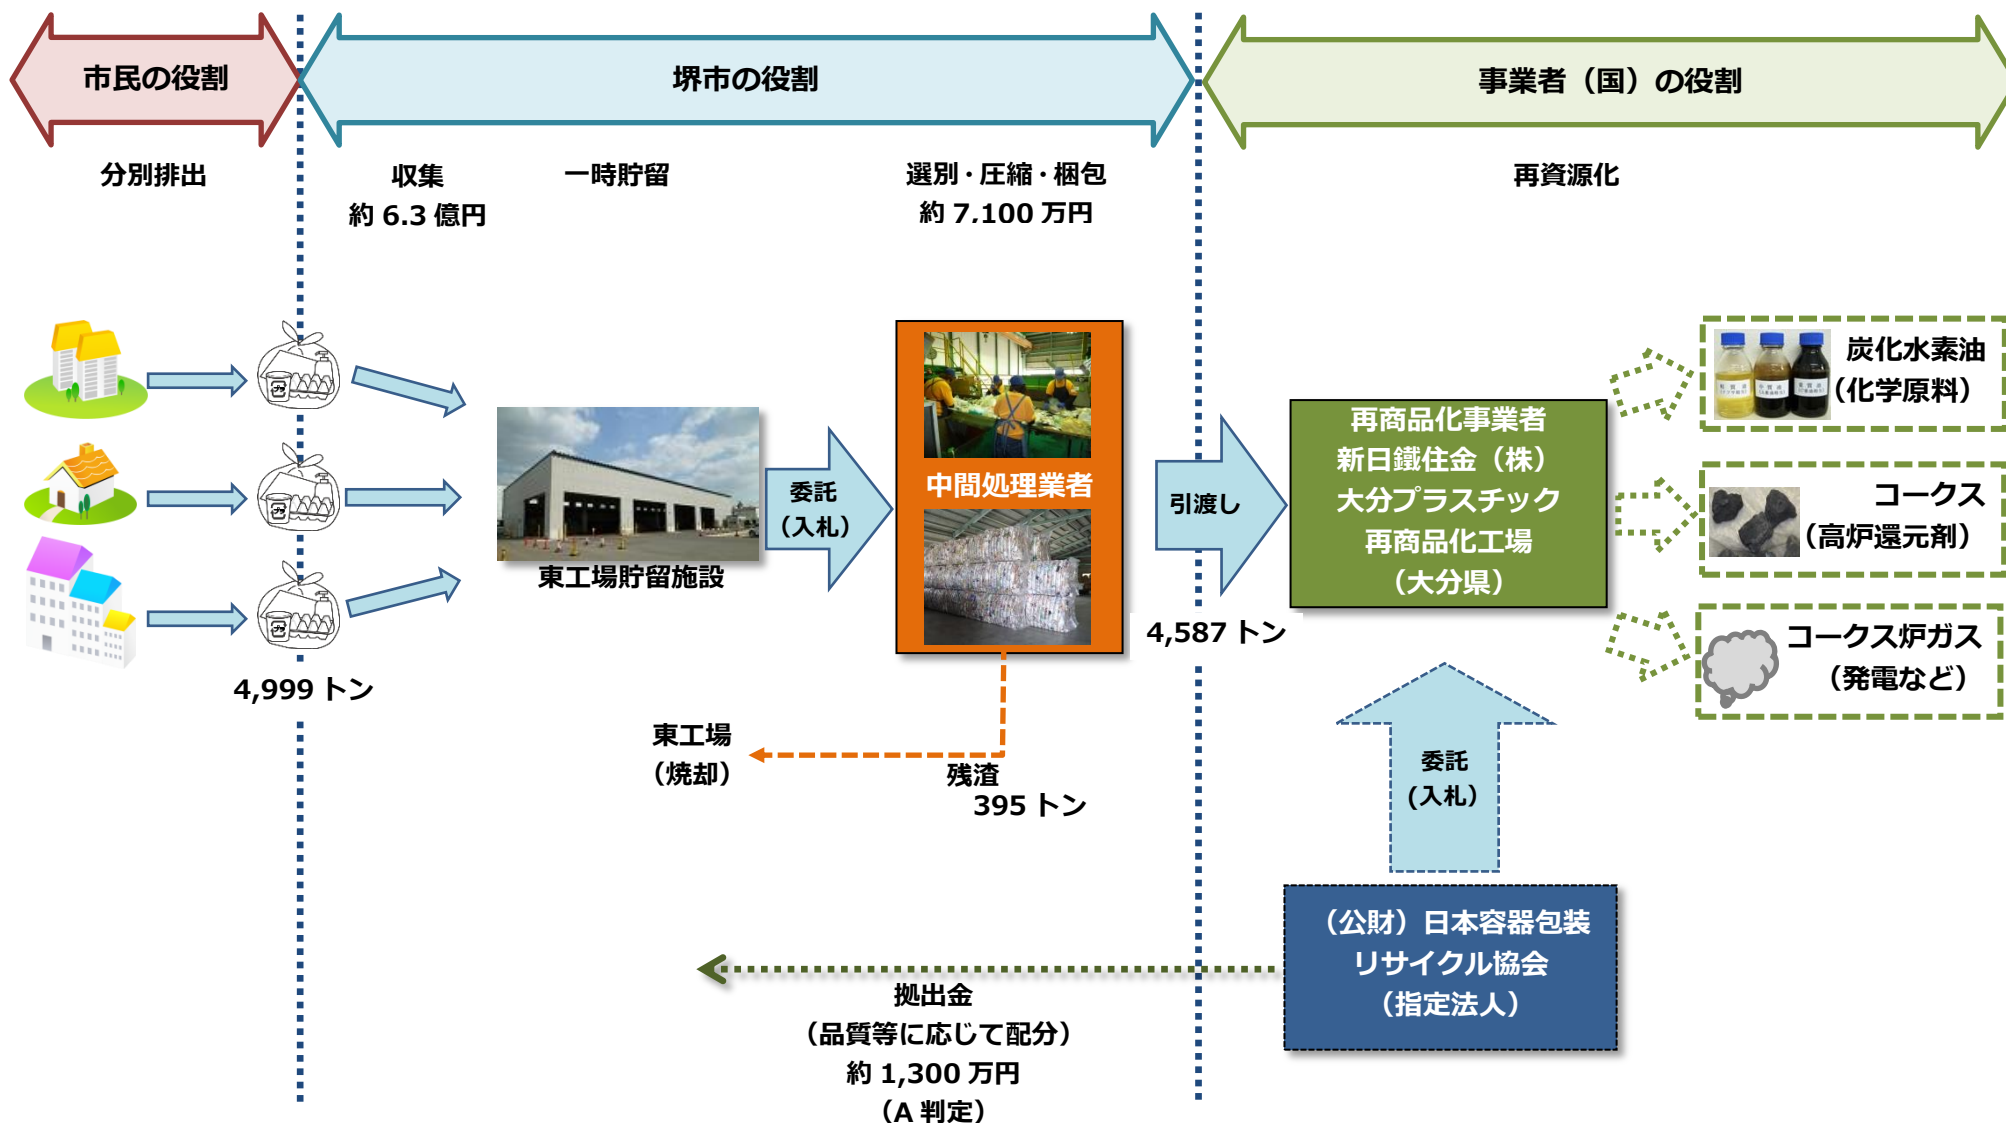 市民の役割
堺市の役割
事業者（国）の役割
分別排出
収集
約 6.3 億円
一時貯留
選別・圧縮・梱包
約 7,100 万円
再資源化
4,999 トン
東工場貯留施設
委託
（入札）
中間処理業者
引渡し
4,587 トン
再商品化事業者
新日鐵住金（株）
大分プラスチック
再商品化工場
（大分県）
炭化水素油
（化学原料）
コークス
（高炉還元剤）
コークス炉ガス
（発電など）
東工場
（焼却）
残渣
395 トン
委託
(入札）
（公財）日本容器包装
リサイクル協会
（指定法人）
拠出金
（品質等に応じて配分）
約 1,300 万円
（A 判定）